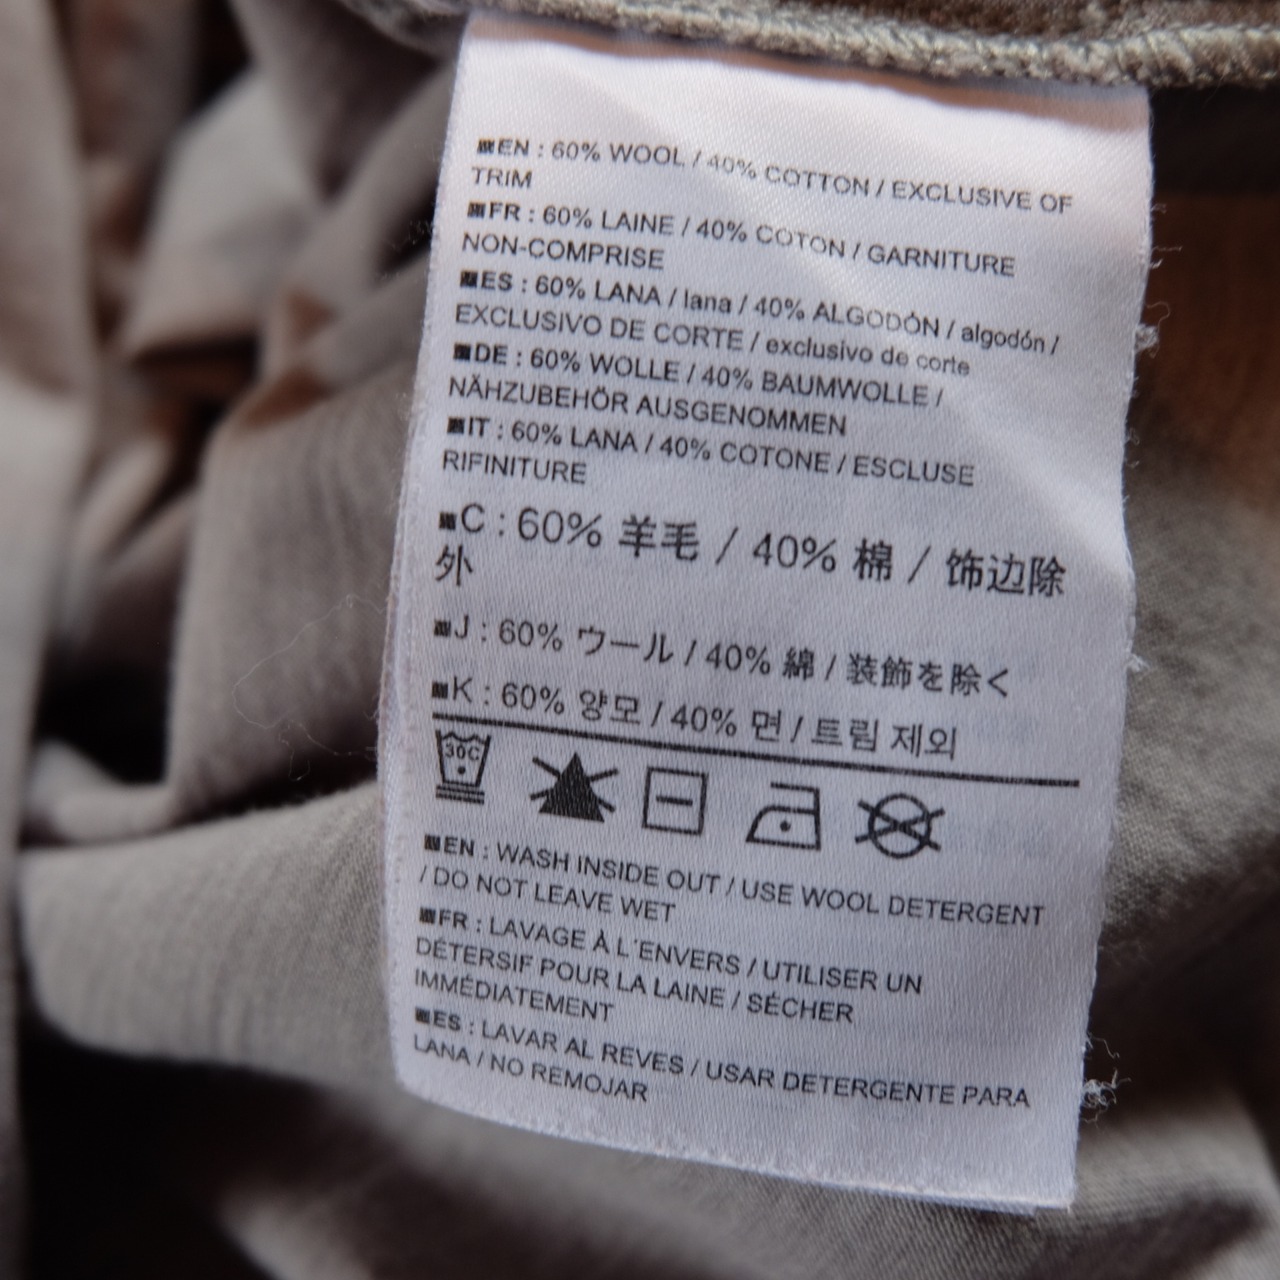 EN : 60% WOOL / 40% COTTON / EXCLUSIVE OF
TRIM
FR : 60% LAINE / 40% COTON / GARNITURE
NON-COMPRISE
ES : 60% LANA / lana / 40% ALGODÓN / algodón /
EXCLUSIVO DE CORTE / exclusivo de corte
DE : 60% WOLLE / 40% BAUMWOLLE /
NÄHZUBEHÖR AUSGENOMMEN
IT : 60% LANA / 40% COTONE / ESCLUSE
RIFINITURE
C : 60% 羊毛 / 40% 棉 / 饰边除
外
J : 60% ウール / 40% 綿 / 装飾を除く
K : 60% 양모 / 40% 면 / 트림 제외
30C
EN : WASH INSIDE OUT / USE WOOL DETERGENT
/ DO NOT LEAVE WET
FR : LAVAGE À L´ENVERS / UTILISER UN
DÉTERSIF POUR LA LAINE / SÉCHER
IMMÉDIATEMENT
ES : LAVAR AL REVES / USAR DETERGENTE PARA
LANA / NO REMOJAR